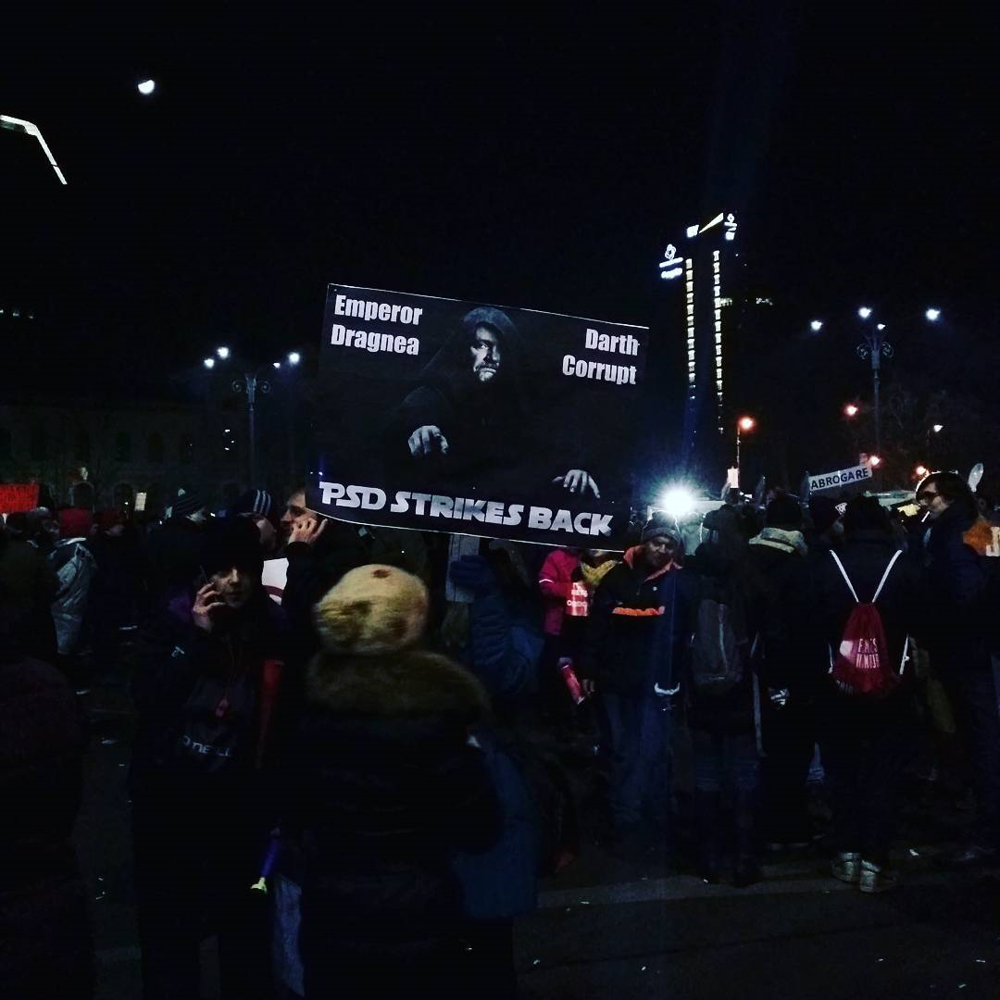 Emperor
Dragnea
Darth
Corrupt
PSD STRIKES BACK
ABROGARE